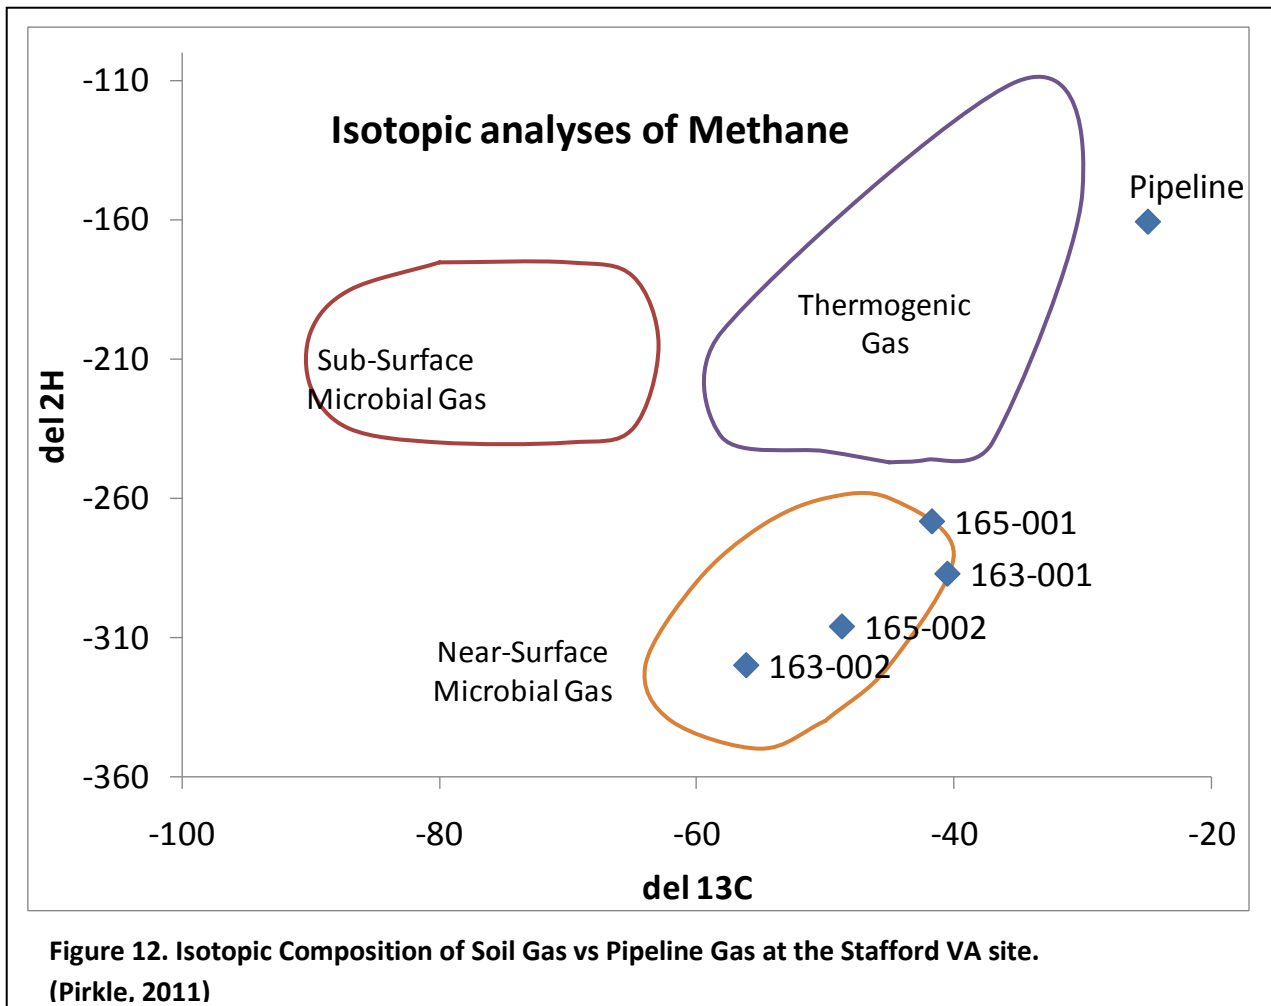 Isotopic analyses of Methane
-110
-160
-210
-260
-310
-360
del 2H
Pipeline
Thermogenic
Gas
Sub-Surface
Microbial Gas
165-001
163-001
165-002
163-002
Near-Surface
Microbial Gas
-100
-80
-60
-40
-20
del 13C
Figure 12. Isotopic Composition of Soil Gas vs Pipeline Gas at the Stafford VA site.
(Pirkle, 2011)